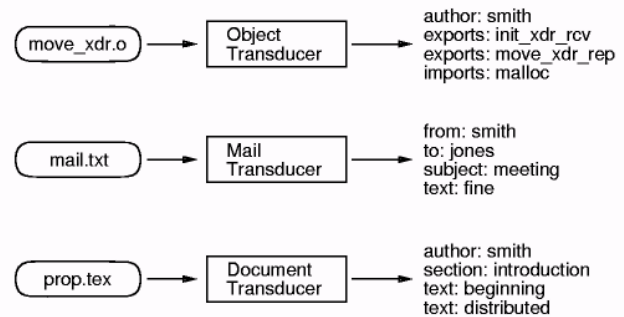 move_xdr.o
Object
Transducer
author: smith
exports: init_xdr_rcv
exports: move_xdr_rep
imports: malloc
mail.txt
Mail
Transducer
from: smith
to: jones
subject: meeting
text: fine
prop.tex
Document
Transducer
author: smith
section: introduction
text: beginning
text: distributed